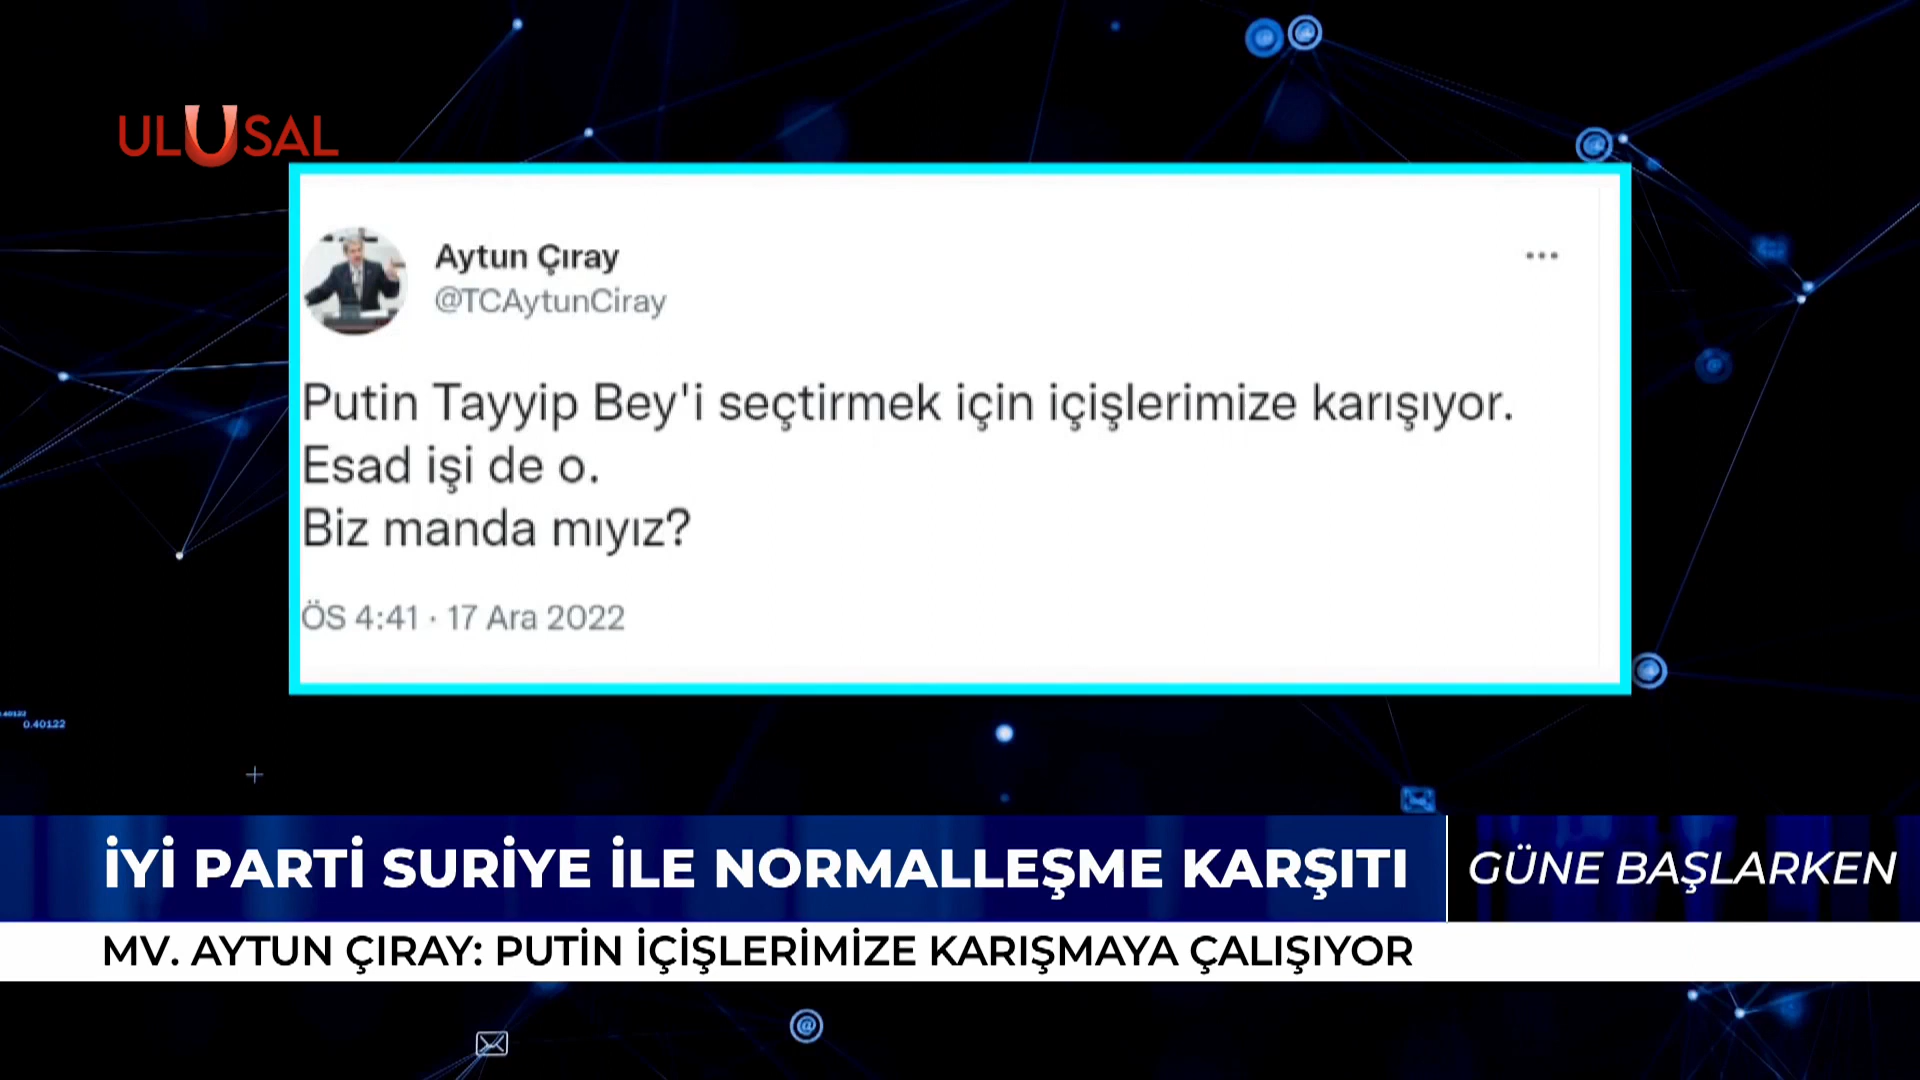 ULUSAL
Aytun Çıray
@TCAytunCiray
Putin Tayyip Bey'i seçtirmek için içişlerimize karışıyor.
Esad işi de o.
Biz manda mıyız?
ÖS 4:41 · 17 Ara 2022
0.40122
İYİ PARTİ SURİYE İLE NORMALLEŞME KARŞITI
GÜNE BAŞLARKEN
MV. AYTUN ÇIRAY: PUTİN İÇİŞLERİMİZE KARIŞMAYA ÇALIŞIYOR